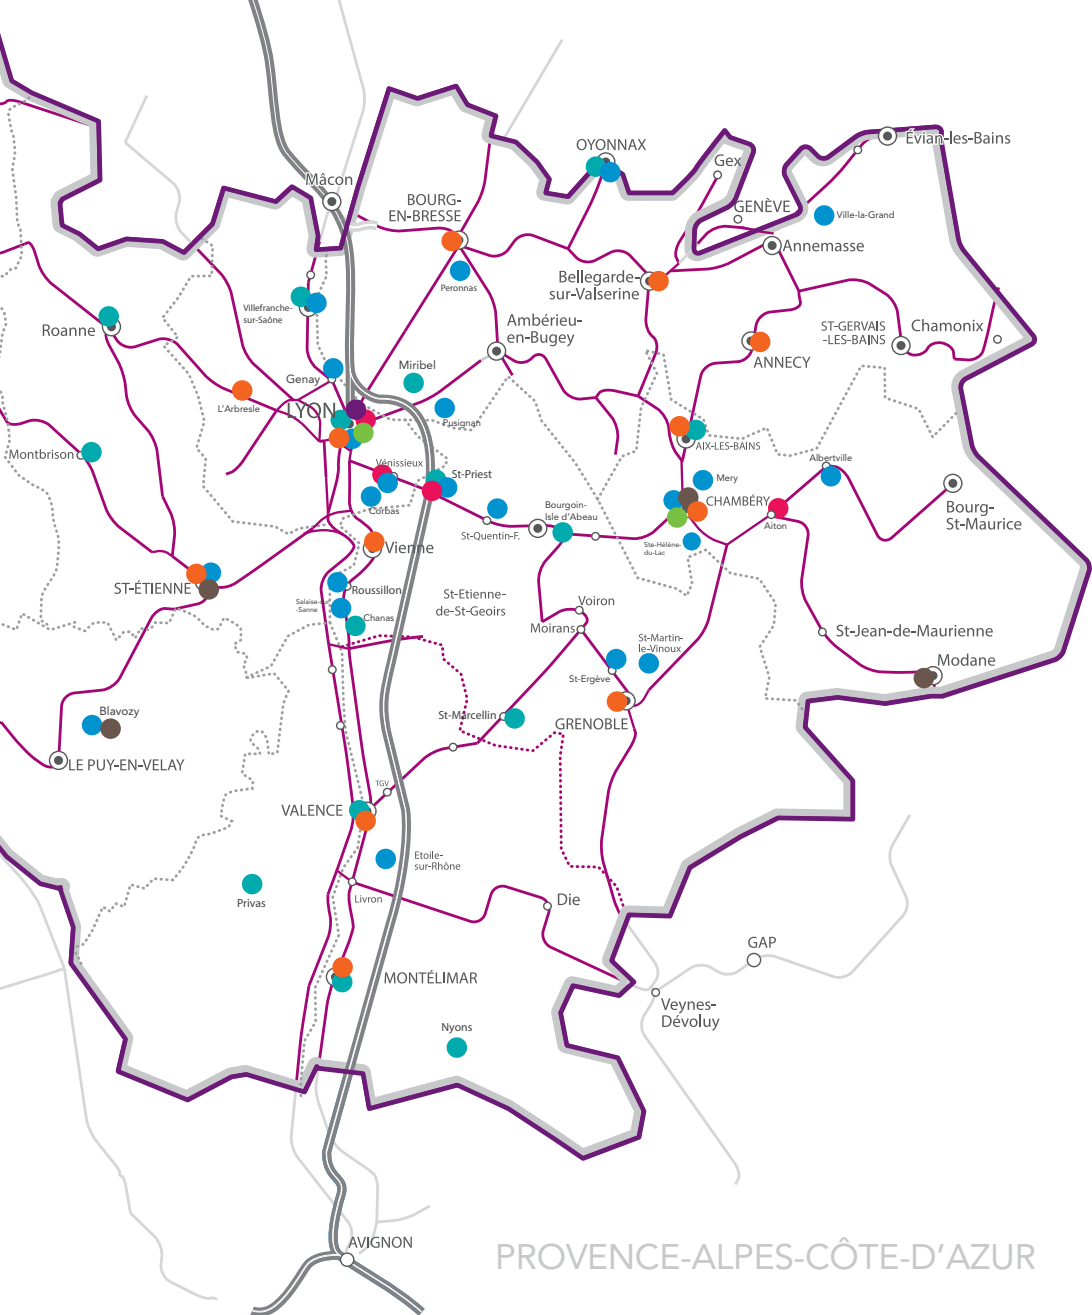 OYONNAX
Évian-les-Bains
Gex
Mâcon
BOURG-
EN-BRESSE
GENÈVE
Ville-la-Grand
Annemasse
Peronnas
Bellegarde-
sur-Valserine
Villefranche-
sur-Saône
Roanne
Ambérieu-
en-Bugey
ST-GERVAIS
-LES-BAINS
Chamonix
ANNECY
Miribel
Genay
L'Arbresle
LYON
Pusignan
AIX-LES-BAINS
Montbrison
Vénissieux
St-Priest
Albertville
Mery
Corbas
Bourgoin-
Isle d'Abeau
CHAMBÉRY
Bourg-
St-Maurice
St-Quentin-F.
Aiton
Ste-Hélène-
du-Lac
Vienne
ST-ÉTIENNE
Roussillon
St-Etienne-
de-St-Geoirs
Salaise-
-Sanne
Chanas
Voiron
Moirans
St-Martin-
le-Vinoux
St-Jean-de-Maurienne
Modane
St-Ergève
Blavozy
St-Marcellin
GRENOBLE
LE PUY-EN-VELAY
TGV
VALENCE
Etoile-
sur-Rhône
Livron
Die
Privas
GAP
MONTÉLIMAR
Veynes-
Dévoluy
Nyons
AVIGNON
PROVENCE-ALPES-CÔTE-D'AZUR